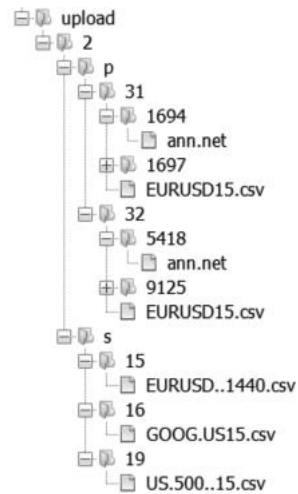 upload
2
p
31
1694
ann.net
1697
EURUSD15.csv
32
5418
ann.net
9125
EURUSD15.csv
s
15
EURUSD..1440.csv
16
GOOG.US15.csv
19
US.500..15.csv